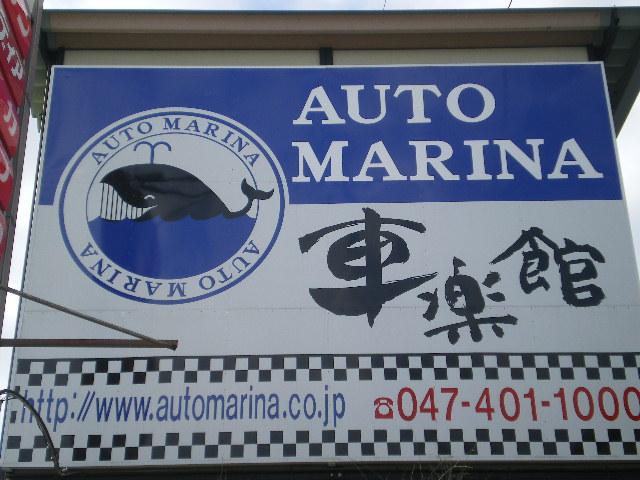 AUTO MARINA
AUTO MARINA
AUTO
MARINA
車楽館
http://www.automarina.co.jp
☎047-401-1000